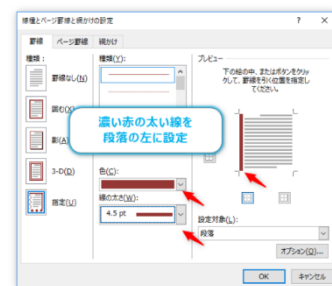 線種とページ罫線と網かけの設定
? ×
罫線 ページ罫線 網かけ
種類:
罫線なし(N)
囲む(X)
影(A)
3-D(D)
指定(U)
種類(Y):
濃い赤の太い線を
段落の左に設定
色(C):
線の太さ(W):
4.5 pt
プレビュー
下の絵の中、またはボタンをクリッ
クして、罫線を引く位置を指定し
てください。
設定対象(L):
段落
オプション(O)...
OK キャンセル